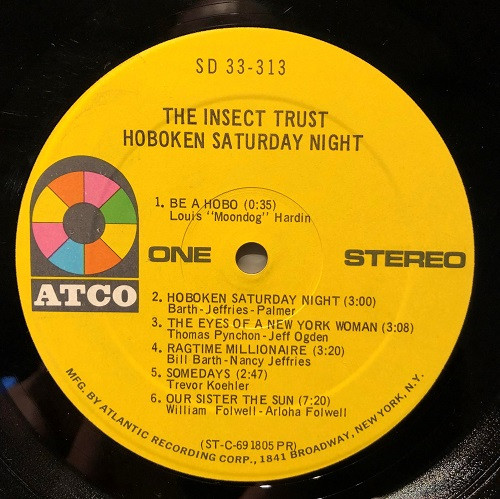 SD 33-313
THE INSECT TRUST
HOBOKEN SATURDAY NIGHT
1. BE A HOBO (0:35)
Louis "Moondog" Hardin
ONE
STEREO
ATCO
2. HOBOKEN SATURDAY NIGHT (3:00)
Barth-Jeffries-Palmer
3. THE EYES OF A NEW YORK WOMAN (3:08)
Thomas Pynchon-Jeff Ogden
4. RAGTIME MILLIONAIRE (3:20)
Bill Barth-Nancy Jeffries
5. SOMEDAYS (2:47)
Trevor Koehler
6. OUR SISTER THE SUN (7:20)
William Folwell-Arloha Folwell
(ST-C-691805 PR)
MFG. BY ATLANTIC RECORDING CORP., 1841 BROADWAY, NEW YORK, N.Y.